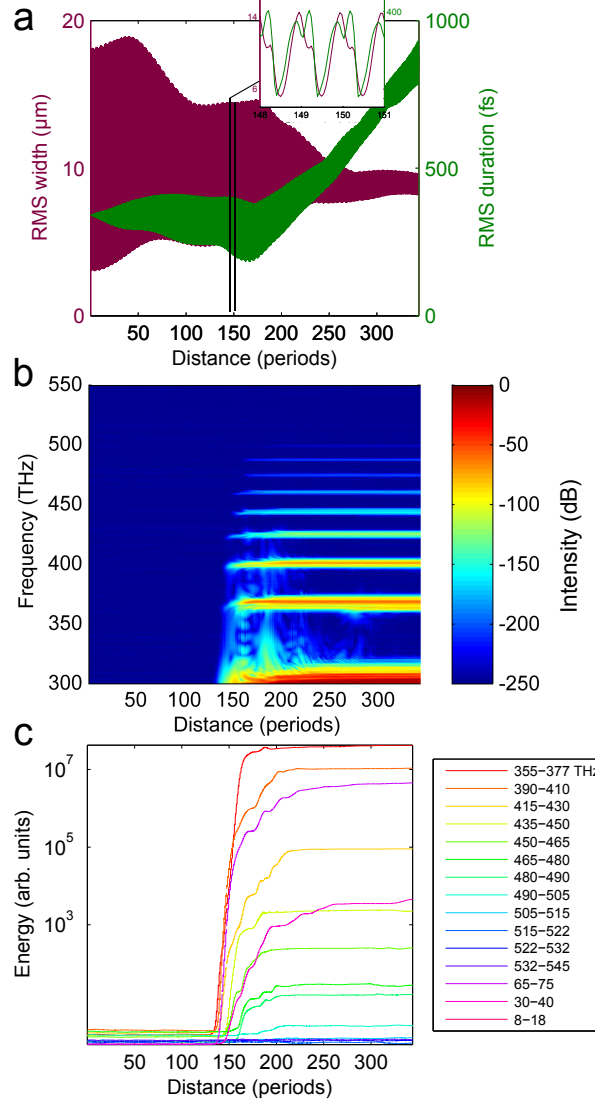 a
20
10
0
RMS width (μm)
14
6
400
148 149 150 151
1000
500
0
RMS duration (fs)
50 100 150 200 250 300
Distance (periods)
b
550
500
450
400
350
300
Frequency (THz)
50 100 150 200 250 300
Distance (periods)
0
-50
-100
-150
-200
-250
Intensity (dB)
c
10^7
10^5
10^3
Energy (arb. units)
50 100 150 200 250 300
Distance (periods)
355−377 THz
390−410
415−430
435−450
450−465
465−480
480−490
490−505
505−515
515−522
522−532
532−545
65−75
30−40
8−18